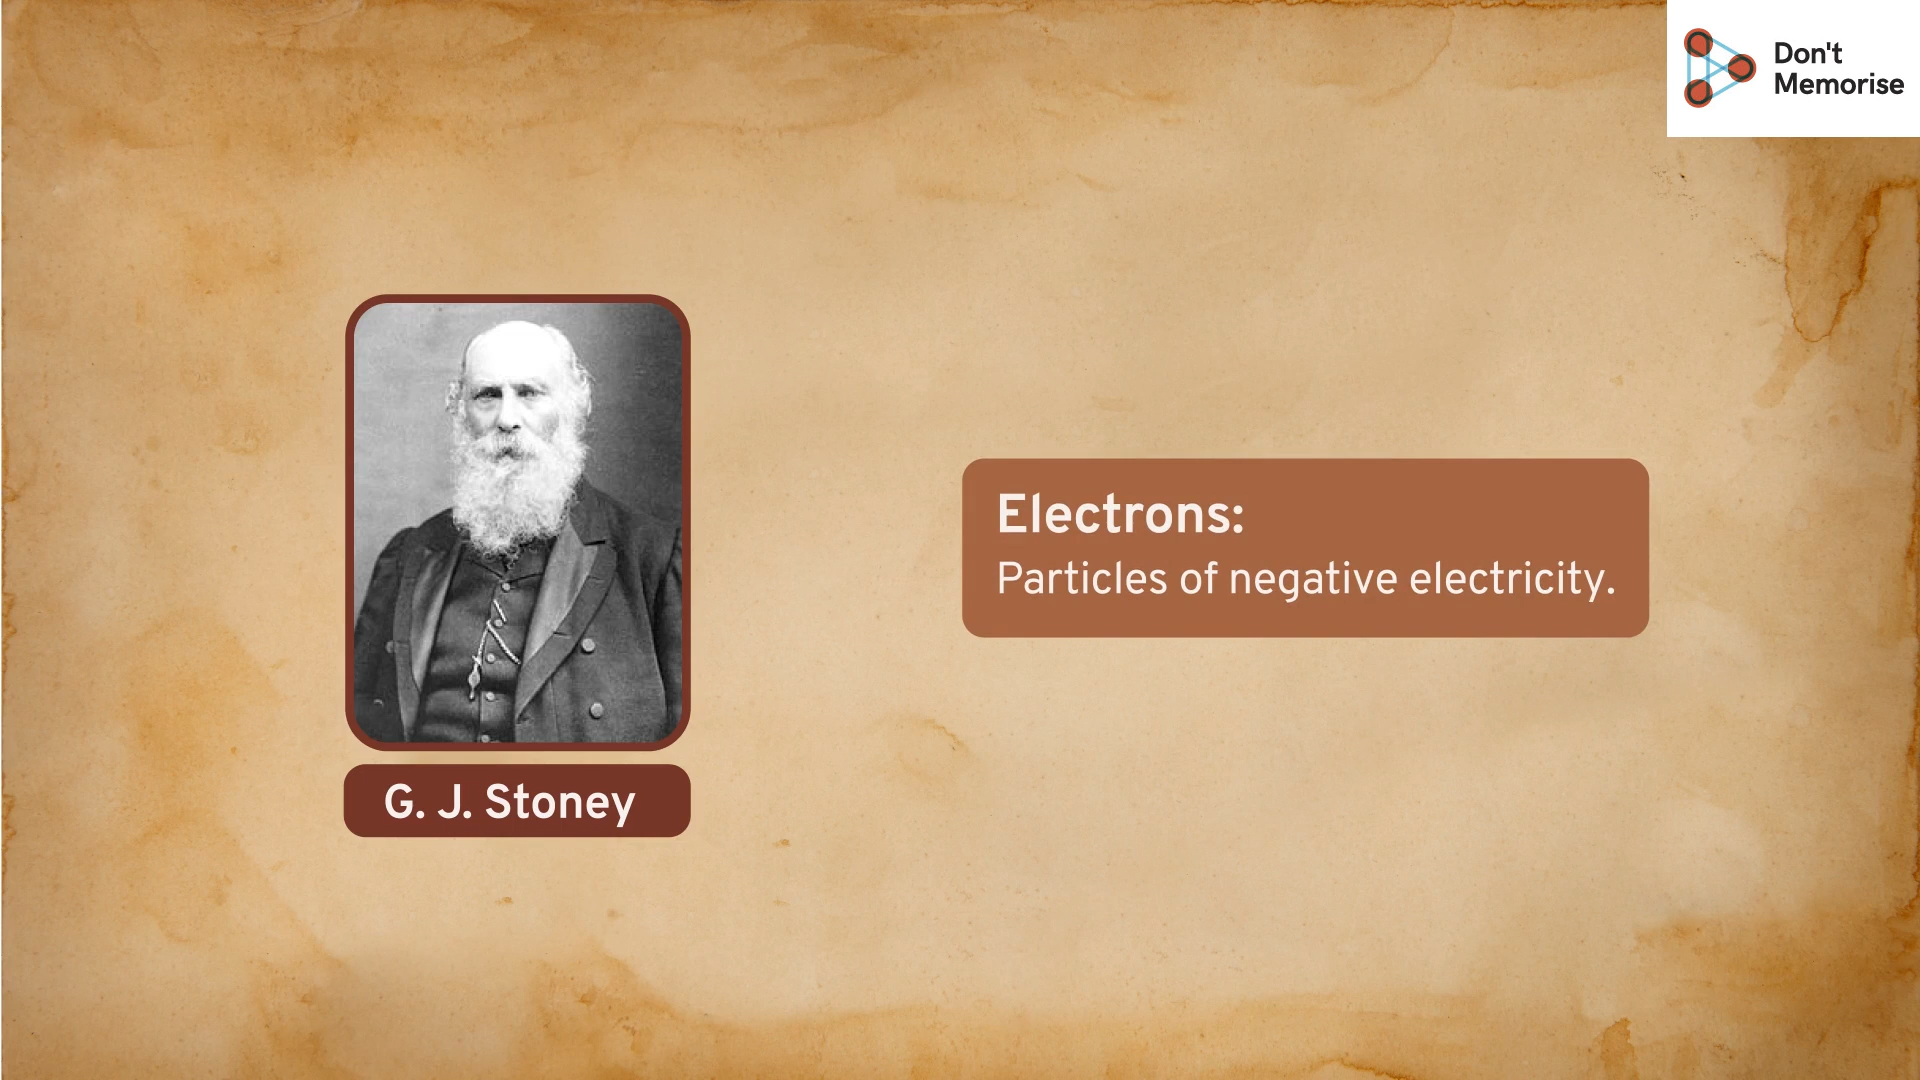 Don't
Memorise
Electrons:
Particles of negative electricity.
G. J. Stoney